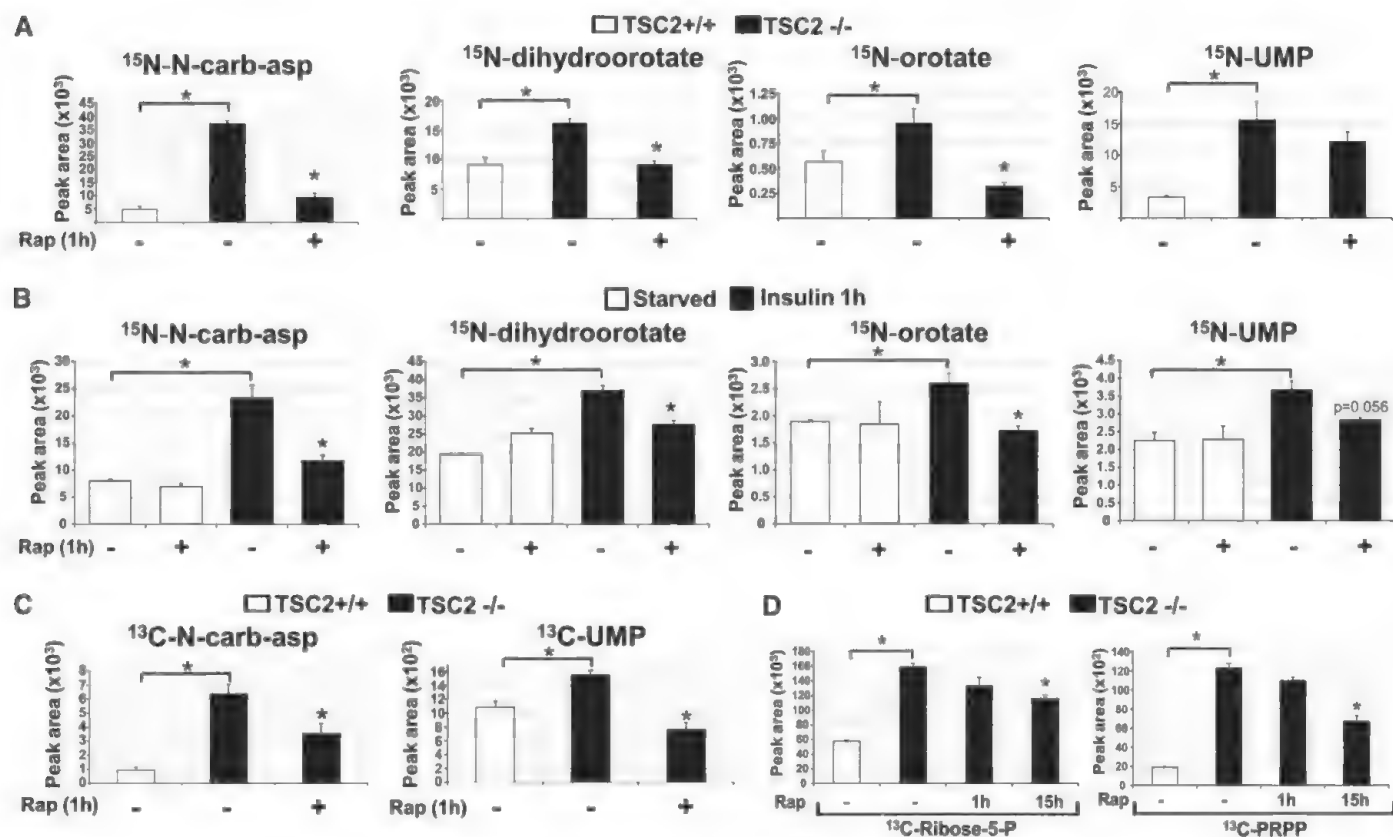 A
TSC2+/+ TSC2 -/-
15N-N-carb-asp
Peak area (x10³)
45
40
35
30
25
20
15
10
5
15N-dihydroorotate
Peak area (x10³)
20
15
10
5
15N-orotate
Peak area (x10³)
1.25
1.00
0.75
0.50
0.25
15N-UMP
Peak area (x10³)
20
15
10
5
* * * * * * *
Rap (1h) - - + - - + - - + - - +
B
Starved Insulin 1h
15N-N-carb-asp
Peak area (x10³)
30
25
20
15
10
5
0
15N-dihydroorotate
Peak area (x10³)
45
40
35
30
25
20
15
10
5
0
15N-orotate
Peak area (x10³)
3.0
2.5
2.0
1.5
1.0
0.5
0
15N-UMP
Peak area (x10³)
4.5
3.6
3.0
2.5
2.0
1.5
1.0
0.5
0
* * * * * * *
p=0 056
Rap (1h) - + - + - + - + - + - + - + - +
C
TSC2+/+ TSC2 -/-
13C-N-carb-asp
Peak area (x10³)
8
7
6
5
4
3
2
1
0
13C-UMP
Peak area (x10²)
16
14
12
10
8
6
4
2
0
* * * *
Rap (1h) - - + - - +
D
TSC2+/+ TSC2 -/-
Peak area (x10³)
180
160
140
120
100
80
60
40
20
0
Peak area (x10³)
140
120
100
80
60
40
20
0
* * * *
Rap - - 1h 15h - - 1h 15h
13C-Ribose-5-P 13C-PRPP